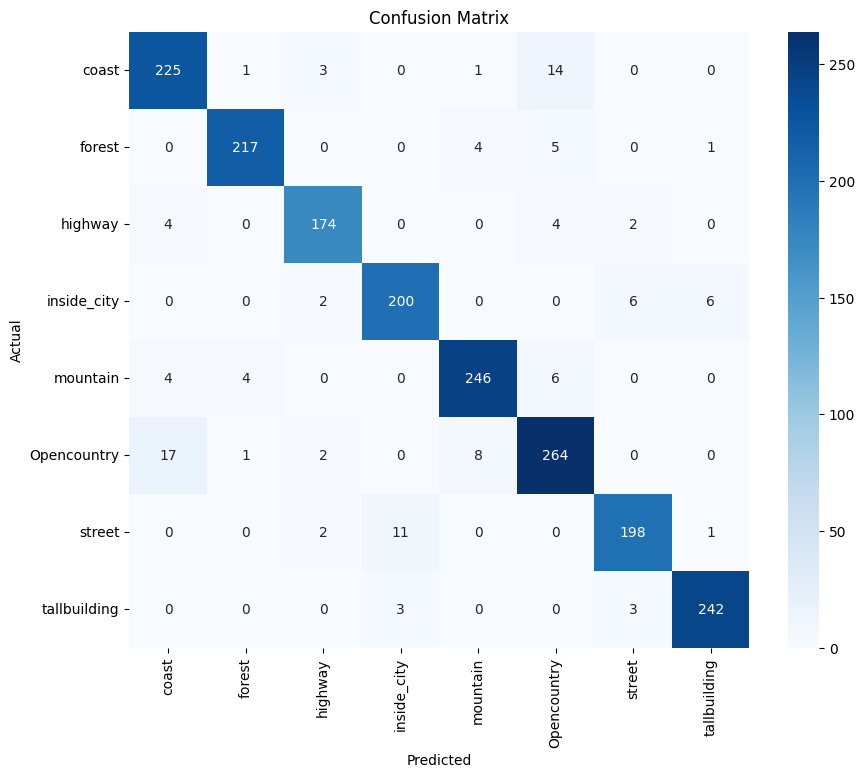 Confusion Matrix
coast 225 1 3 0 1 14 0 0
forest 0 217 0 0 4 5 0 1
highway 4 0 174 0 0 4 2 0
inside_city 0 0 2 200 0 0 6 6
mountain 4 4 0 0 246 6 0 0
Opencountry 17 1 2 0 8 264 0 0
street 0 0 2 11 0 0 198 1
tallbuilding 0 0 0 3 0 0 3 242
Actual
coast forest highway inside_city mountain Opencountry street tallbuilding
Predicted
250
200
150
100
50
0